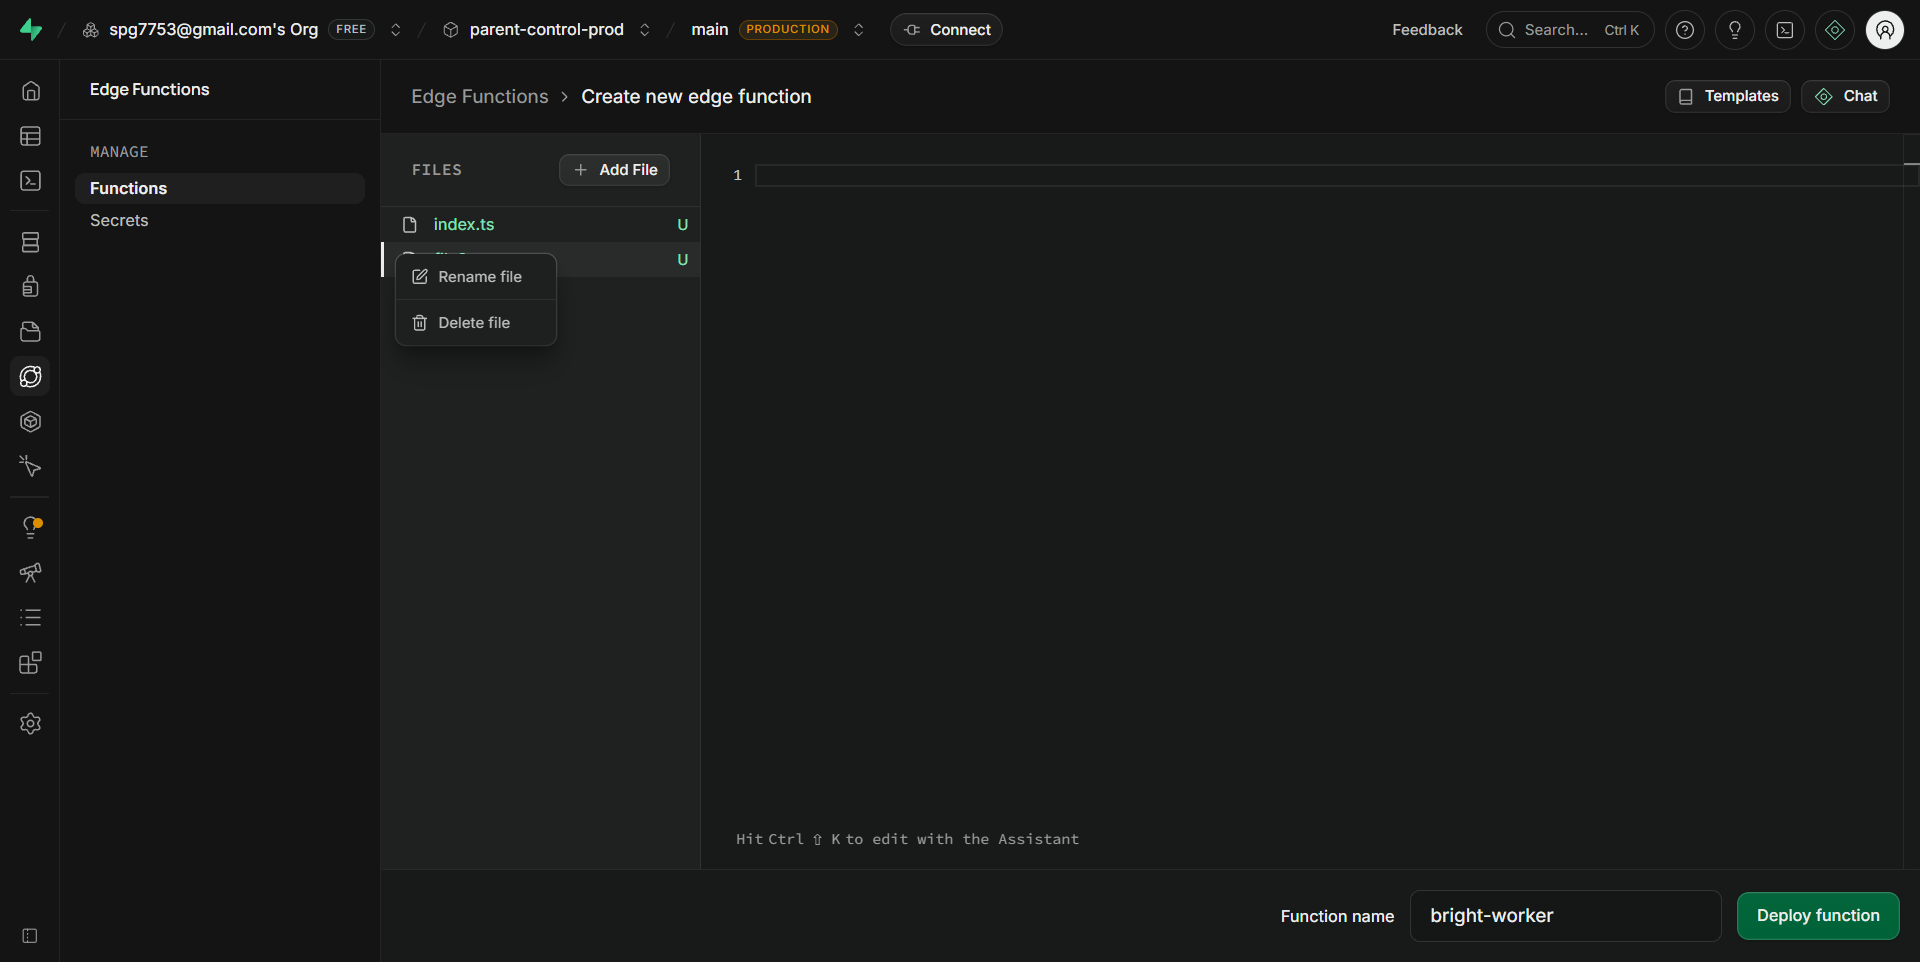 spg7753@gmail.com's Org FREE parent-control-prod main PRODUCTION Connect Feedback Search... Ctrl K
Edge Functions
MANAGE
Functions
Secrets
Edge Functions > Create new edge function Templates Chat
FILES + Add File
index.ts U
U
Rename file
Delete file
1
Hit Ctrl ⇧ K to edit with the Assistant
Function name bright-worker Deploy function